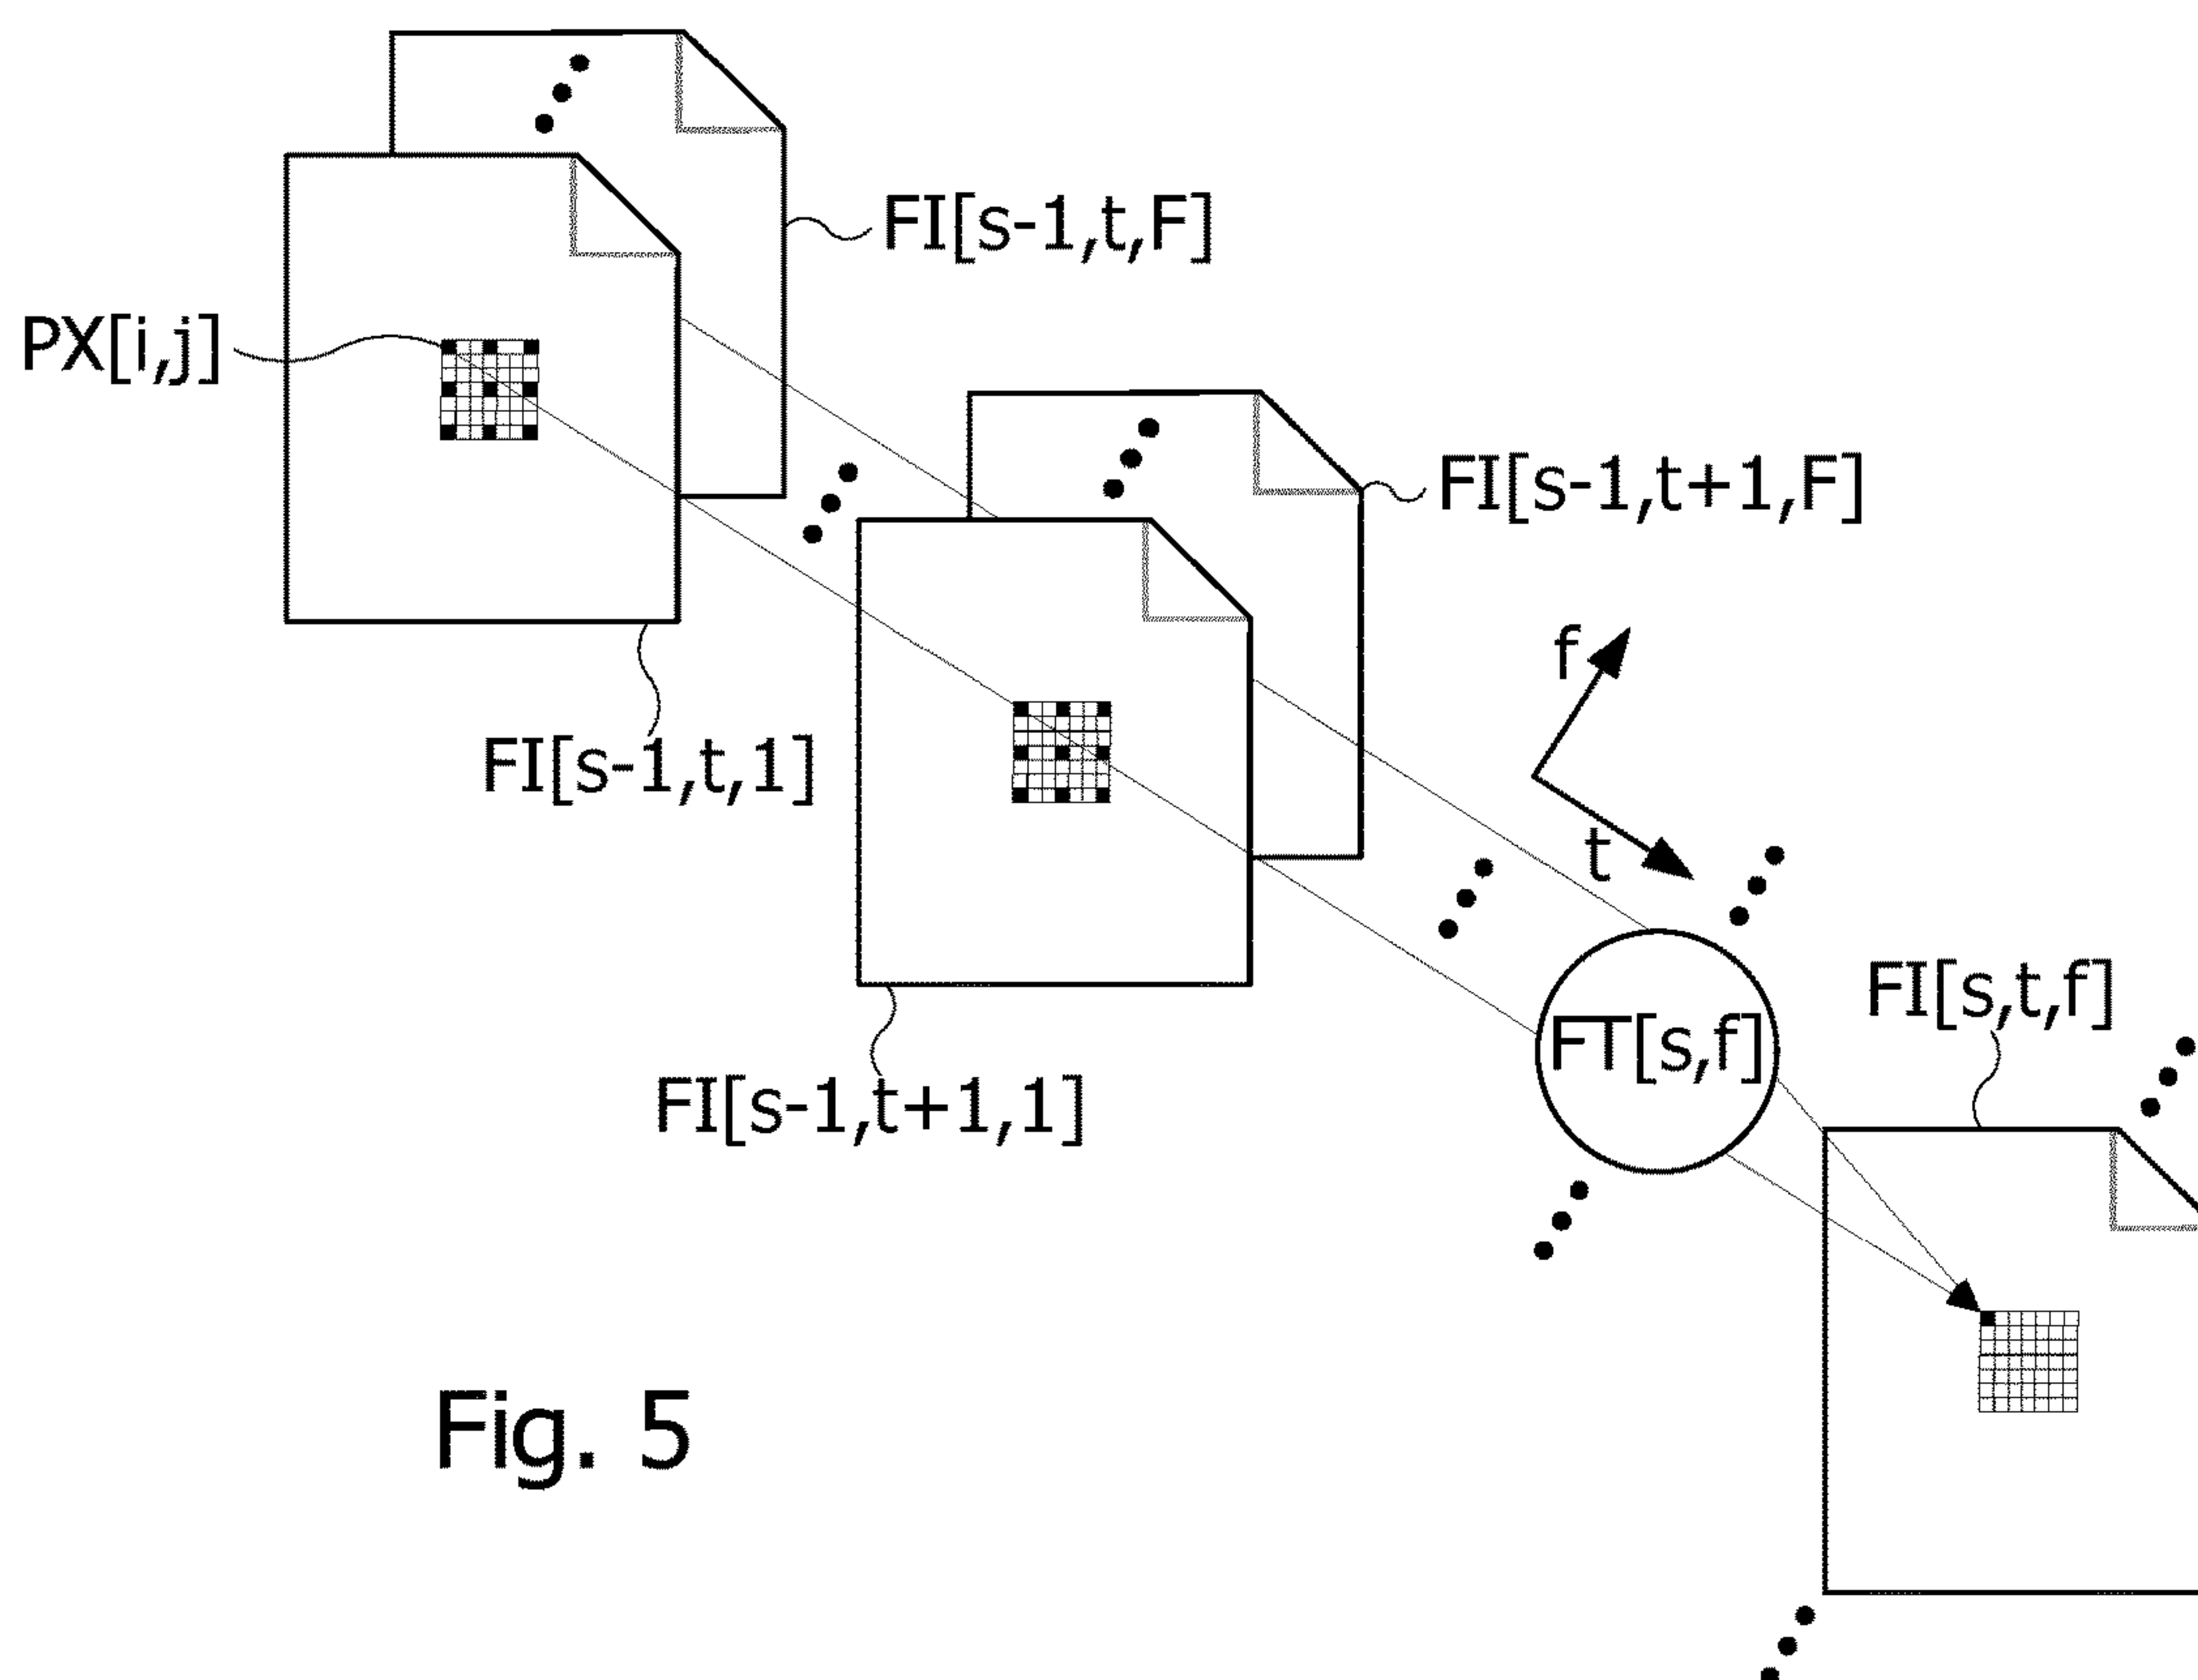 FI[s-1,t,F]
PX[i,j]
FI[s-1,t+1,F]
f
FI[s-1,t,1]
t
FI[s,t,f]
FT[s,f]
FI[s-1,t+1,1]
Fig. 5